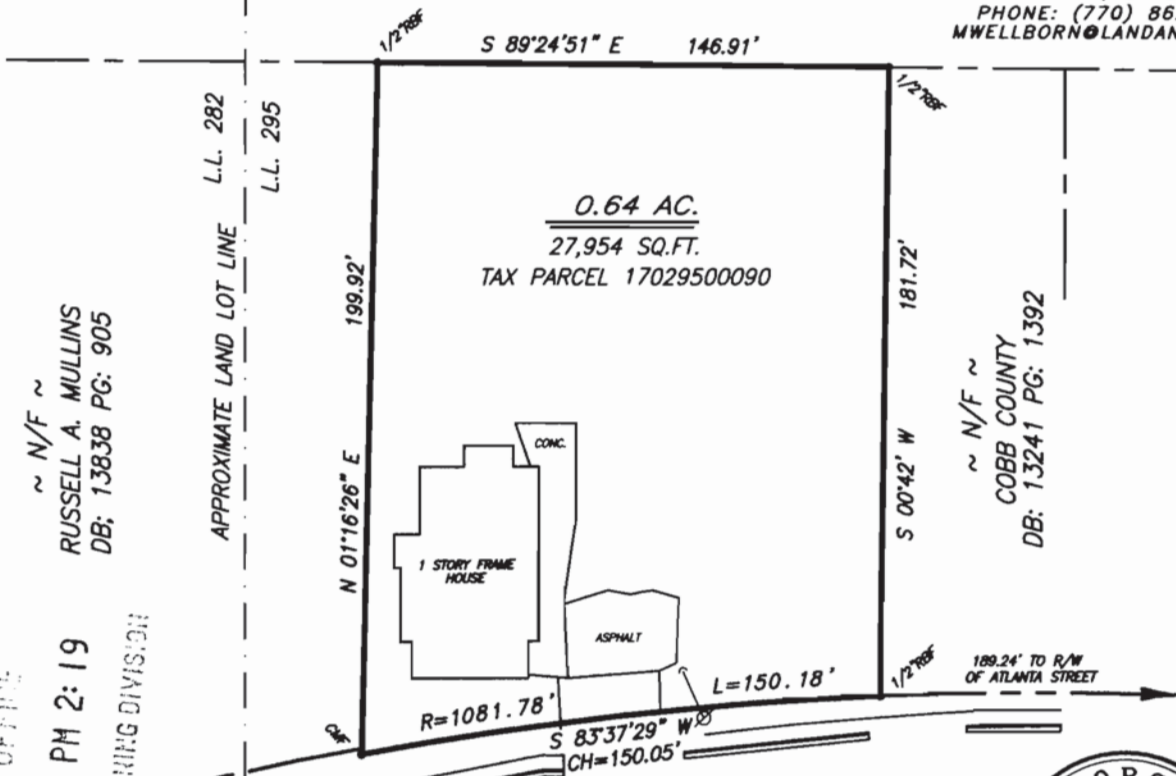 PHONE: (770) 86
MWELLBORN@LANDAN
1/2"RBF
S 89°24'51" E 146.91'
1/2"RBF
L.L. 282
L.L. 295
APPROXIMATE LAND LOT LINE
0.64 AC.
27,954 SQ.FT.
TAX PARCEL 17029500090
199.92'
N 01°16'26" E
181.72'
S 00°42' W
~ N/F ~
RUSSELL A. MULLINS
DB: 13838 PG: 905
~ N/F ~
COBB COUNTY
DB: 13241 PG: 1392
CONC.
1 STORY FRAME
HOUSE
ASPHALT
PM 2:19
NING DIVISION
1/2"RBF
189.24' TO R/W
OF ATLANTA STREET
CMF
R=1081.78'
L=150.18'
S 83°37'29" W
CH=150.05'